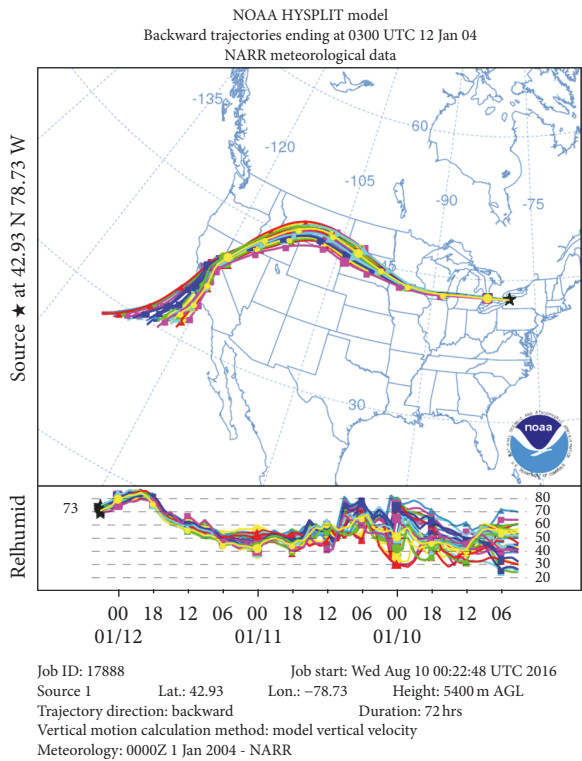 NOAA HYSPLIT model
Backward trajectories ending at 0300 UTC 12 Jan 04
NARR meteorological data
Source ★ at 42.93 N 78.73 W
-135
-120
-105
-90
-75
60
45
30
noaa
Relhumid
73
80
70
60
50
40
30
20
00 18 12 06 00 18 12 06 00 18 12 06
01/12 01/11 01/10
Job ID: 17888 Job start: Wed Aug 10 00:22:48 UTC 2016
Source 1 Lat.: 42.93 Lon.: −78.73 Height: 5400 m AGL
Trajectory direction: backward Duration: 72 hrs
Vertical motion calculation method: model vertical velocity
Meteorology: 0000Z 1 Jan 2004 - NARR